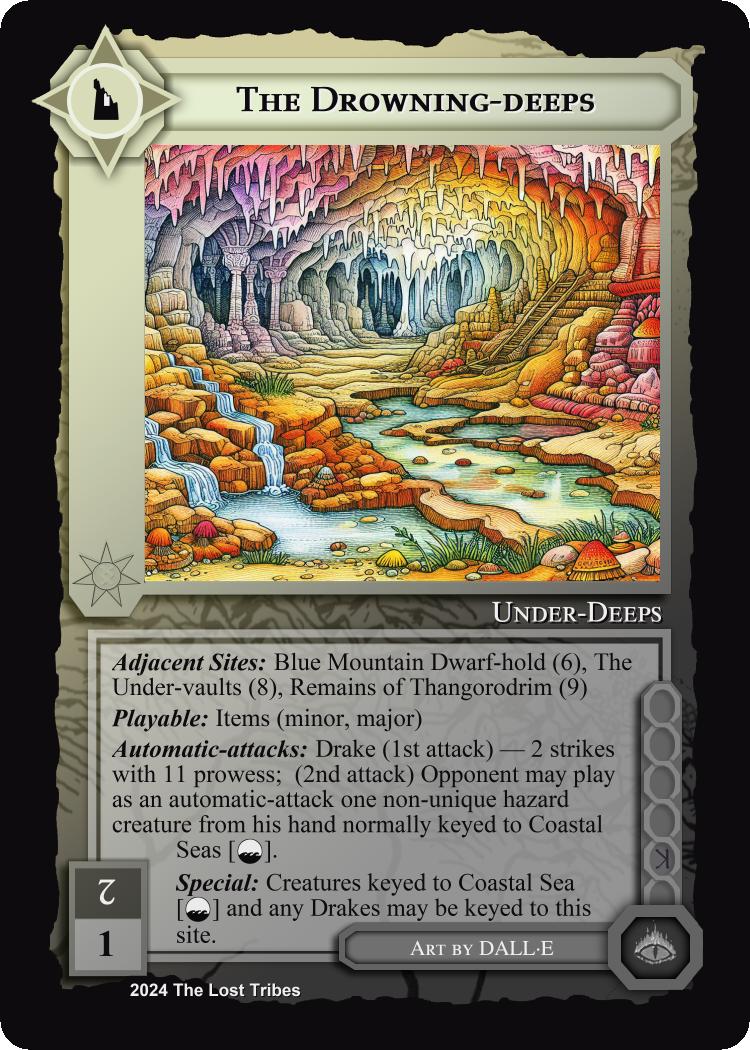 The Drowning-deeps
Under-Deeps
Adjacent Sites: Blue Mountain Dwarf-hold (6), The
Under-vaults (8), Remains of Thangorodrim (9)
Playable: Items (minor, major)
Automatic-attacks: Drake (1st attack) — 2 strikes
with 11 prowess; (2nd attack) Opponent may play
as an automatic-attack one non-unique hazard
creature from his hand normally keyed to Coastal
Seas [ ].
Special: Creatures keyed to Coastal Sea
[ ] and any Drakes may be keyed to this
site.
2
1
Art by DALL·E
2024 The Lost Tribes